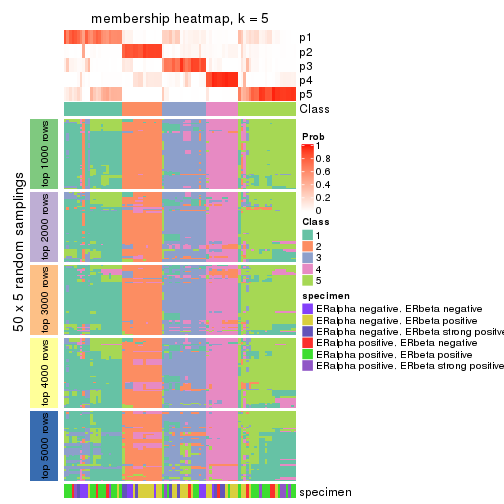 membership heatmap, k = 5
p1
p2
p3
p4
p5
Class
50 x 5 random samplings
top 1000 rows
top 2000 rows
top 3000 rows
top 4000 rows
top 5000 rows
Prob
1
0.8
0.6
0.4
0.2
0
Class
1
2
3
4
5
specimen
ERalpha negative. ERbeta negative
ERalpha negative. ERbeta positive
ERalpha negative. ERbeta strong positive
ERalpha positive. ERbeta negative
ERalpha positive. ERbeta positive
ERalpha positive. ERbeta strong positive
specimen